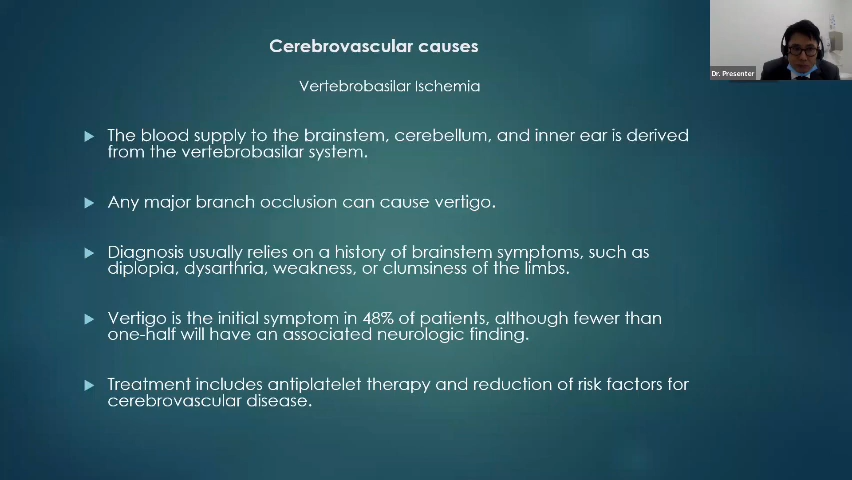 Cerebrovascular causes
Dr. Presenter
Vertebrobasilar Ischemia
The blood supply to the brainstem, cerebellum, and inner ear is derived
from the vertebrobasilar system.
Any major branch occlusion can cause vertigo.
Diagnosis usually relies on a history of brainstem symptoms, such as
diplopia, dysarthria, weakness, or clumsiness of the limbs.
Vertigo is the initial symptom in 48% of patients, although fewer than
one-half will have an associated neurologic finding.
Treatment includes antiplatelet therapy and reduction of risk factors for
cerebrovascular disease.